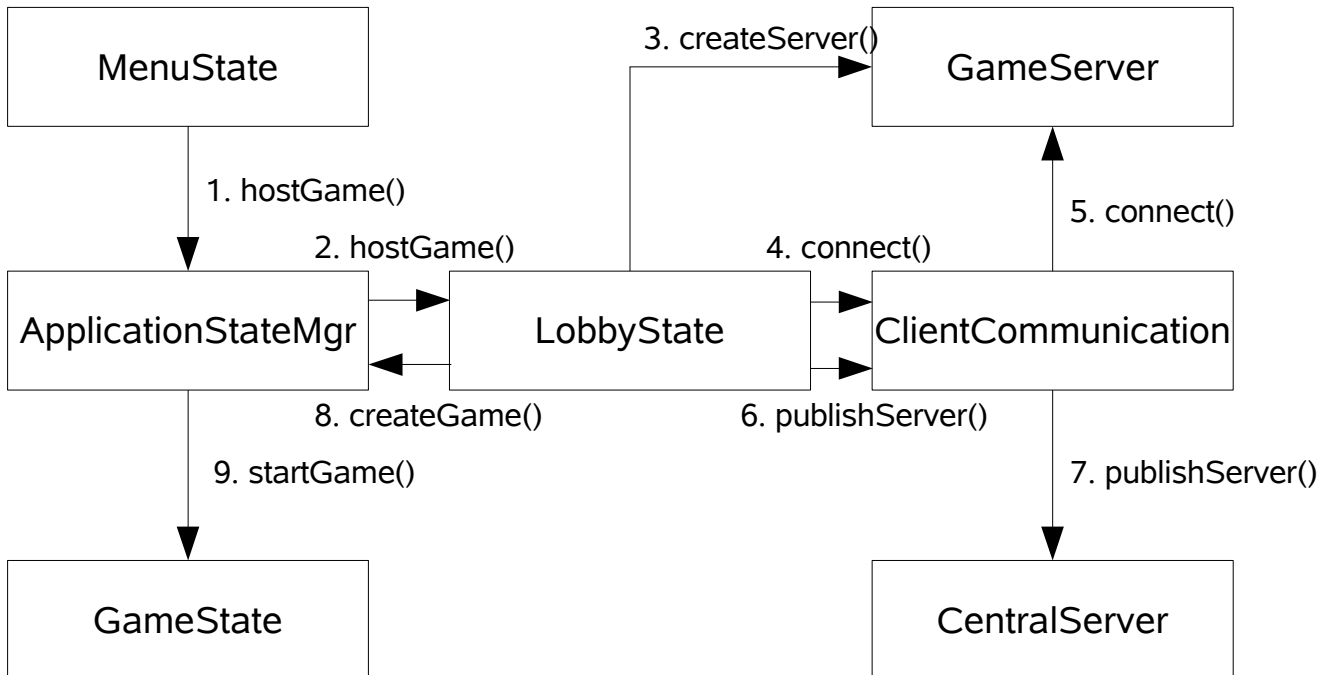 MenuState
3. createServer()
GameServer
1. hostGame()
5. connect()
2. hostGame()
4. connect()
ApplicationStateMgr
LobbyState
ClientCommunication
8. createGame()
6. publishServer()
9. startGame()
7. publishServer()
GameState
CentralServer